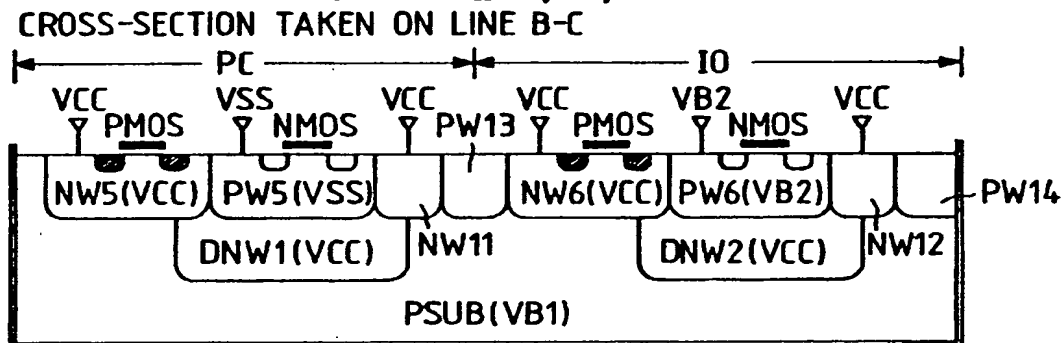 CROSS-SECTION TAKEN ON LINE B-C
PC IO
VCC VSS VCC VCC VB2 VCC
PMOS NMOS PW13 PMOS NMOS
NW5(VCC) PW5(VSS) NW6(VCC) PW6(VB2) PW14
DNW1(VCC) NW11 DNW2(VCC) NW12
PSUB(VB1)